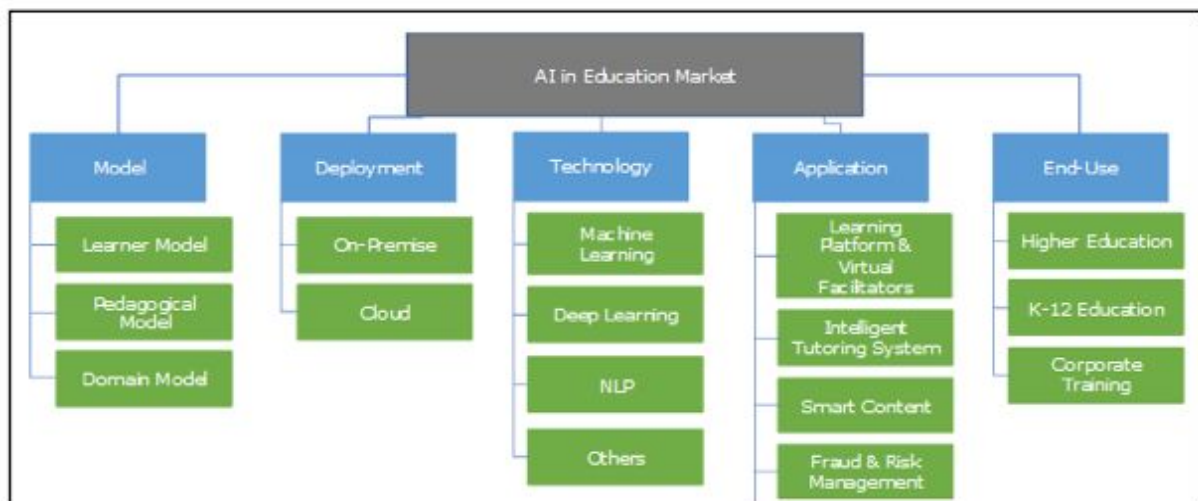 AI in Education Market
Model
Deployment
Technology
Application
End-Use
Learner Model
Pedagogical
Model
Domain Model
On-Premise
Cloud
Machine
Learning
Deep Learning
NLP
Others
Learning
Platform &
Virtual
Facilitators
Intelligent
Tutoring System
Smart Content
Fraud & Risk
Management
Higher Education
K-12 Education
Corporate
Training